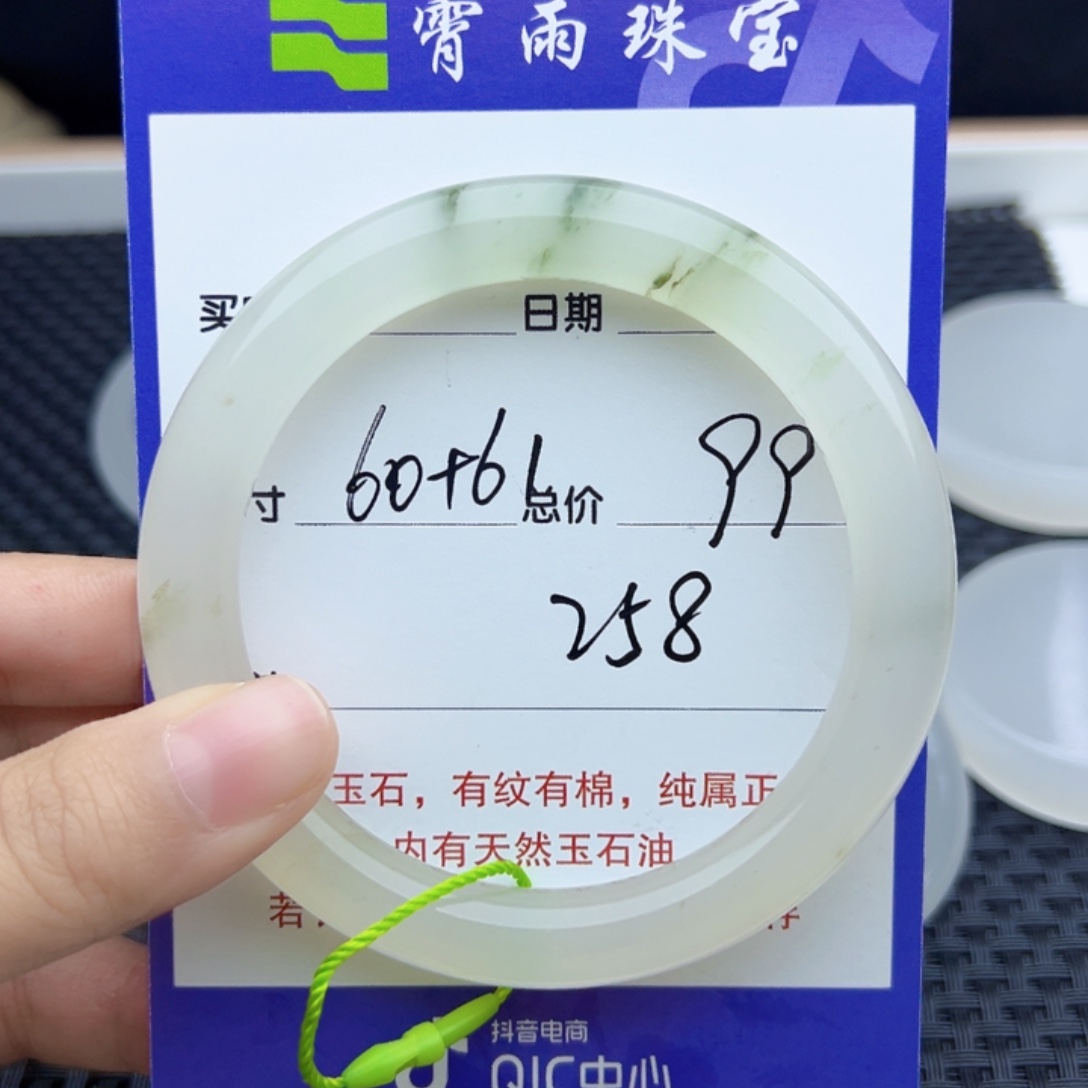 霄雨珠宝
买 日期
寸 60+6 总价 99
258
玉石，有纹有棉，纯属正
内有天然玉石油
若
抖音电商
QIC中心